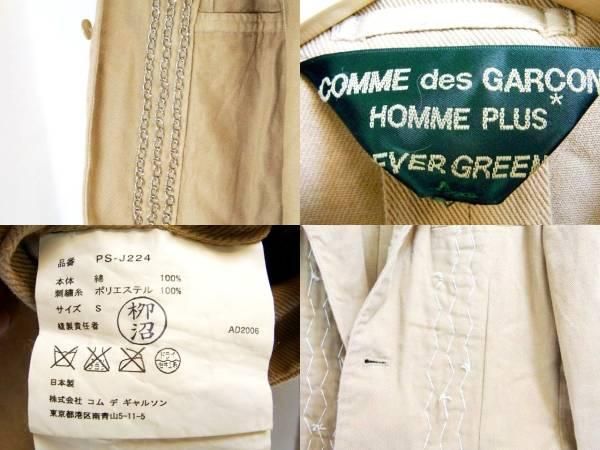 COMME des GARCON
HOMME PLUS*
EVER GREEN
品番 PS-J224
本体 綿 100%
刺繍糸 ポリエステル 100%
サイズ S
縫製責任者
柳沼
AD2006
日本製
株式会社 コム デ ギャルソン
東京都港区南青山5-11-5